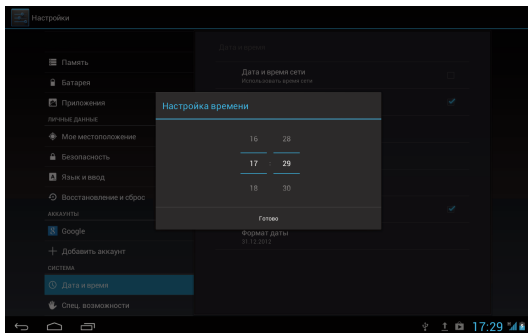 Настройки
Дата и время
Память
Батарея
Приложения
ЛИЧНЫЕ ДАННЫЕ
Мое местоположение
Безопасность
Язык и ввод
Восстановление и сброс
АККАУНТЫ
Google
Добавить аккаунт
СИСТЕМА
Дата и время
Спец. возможности
Дата и время сети
Использовать время сети
Настройка времени
16 28
17 : 29
18 30
Готово
Формат даты
31.12.2012
17:29